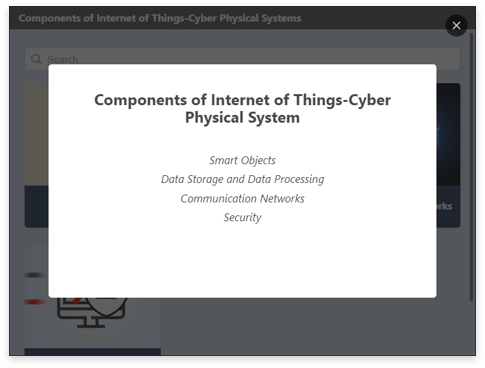 Components of Internet of Things-Cyber Physical Systems
Search
Components of Internet of Things-Cyber
Physical System
Smart Objects
Data Storage and Data Processing
Communication Networks
Security